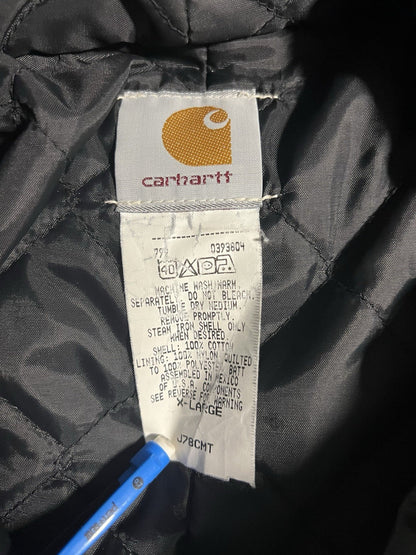 carhartt
0393804
40
MACHINE WASH WARM.
SEPARATELY. DO NOT BLEACH.
TUMBLE DRY MEDIUM.
REMOVE PROMPTLY.
STEAM IRON SHELL ONLY
WHEN DESIRED.
SHELL: 100% COTTON
LINING: 100% NYLON QUILTED
TO 100% POLYESTER BATT
ASSEMBLED IN MEXICO
OF U.S.A. COMPONENTS
SEE REVERSE FOR WARNING
X-LARGE
J78CMT